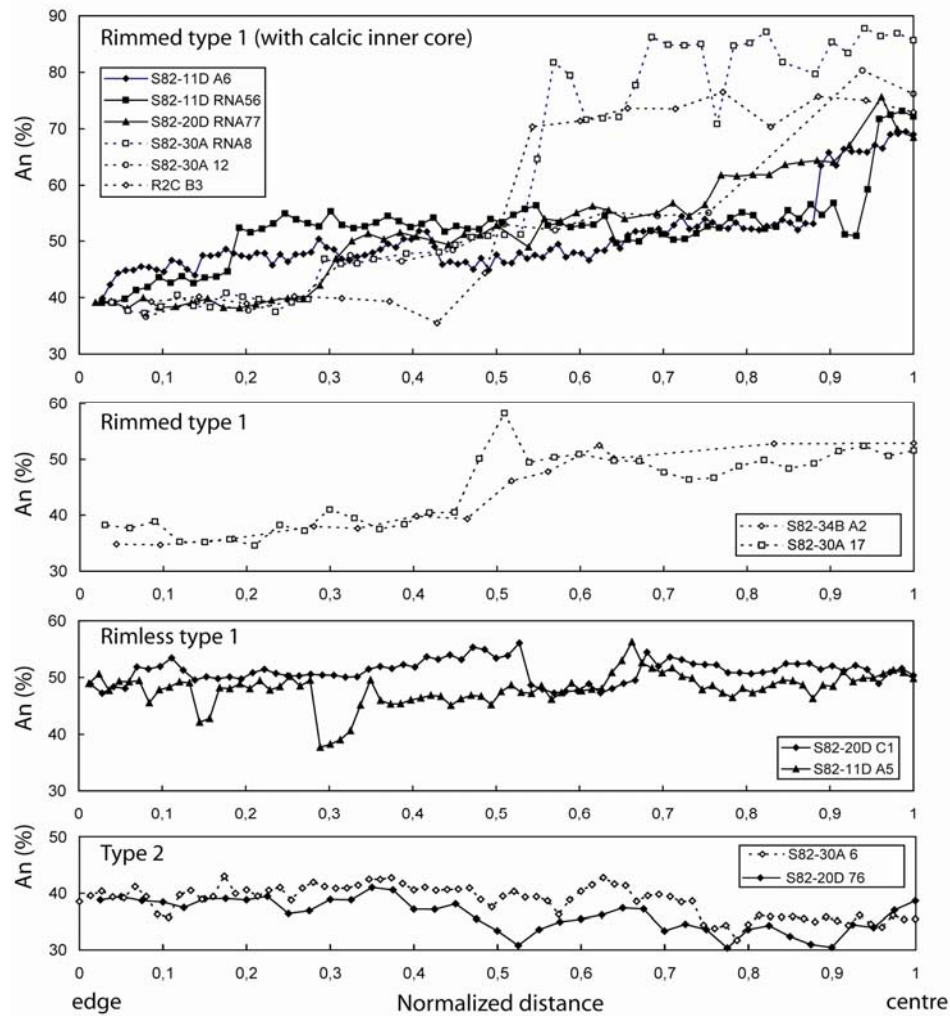 Rimmed type 1 (with calcic inner core)
S82-11D A6
S82-11D RNA56
S82-20D RNA77
S82-30A RNA8
S82-30A 12
R2C B3
An (%)
90
80
70
60
50
40
30
0 0,1 0,2 0,3 0,4 0,5 0,6 0,7 0,8 0,9 1
Rimmed type 1
S82-34B A2
S82-30A 17
An (%)
60
50
40
30
0 0,1 0,2 0,3 0,4 0,5 0,6 0,7 0,8 0,9 1
Rimless type 1
S82-20D C1
S82-11D A5
An (%)
60
50
40
30
0 0,1 0,2 0,3 0,4 0,5 0,6 0,7 0,8 0,9 1
Type 2
S82-30A 6
S82-20D 76
An (%)
50
40
30
0 0,1 0,2 0,3 0,4 0,5 0,6 0,7 0,8 0,9 1
edge Normalized distance centre